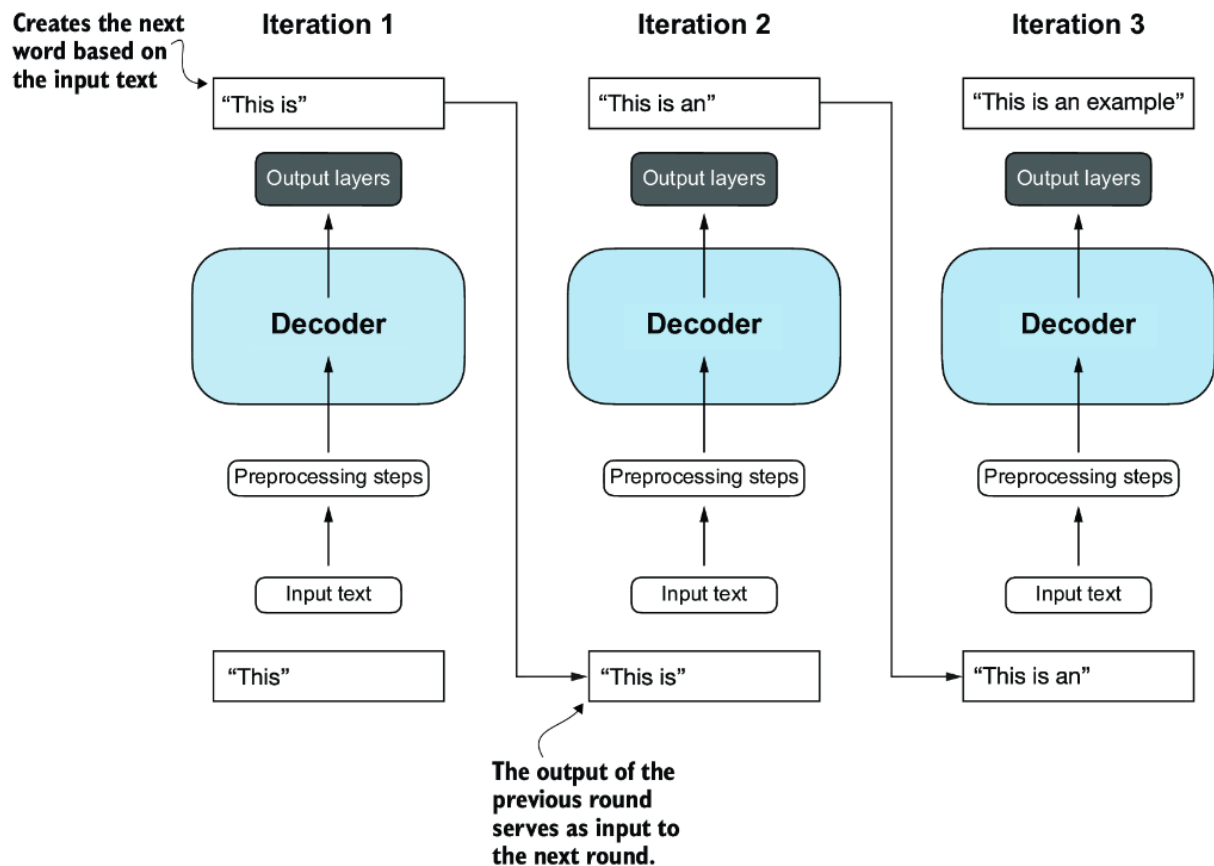 Creates the next
word based on
the input text
Iteration 1
“This is”
Output layers
Decoder
Preprocessing steps
Input text
“This”
Iteration 2
“This is an”
Output layers
Decoder
Preprocessing steps
Input text
“This is”
The output of the
previous round
serves as input to
the next round.
Iteration 3
“This is an example”
Output layers
Decoder
Preprocessing steps
Input text
“This is an”